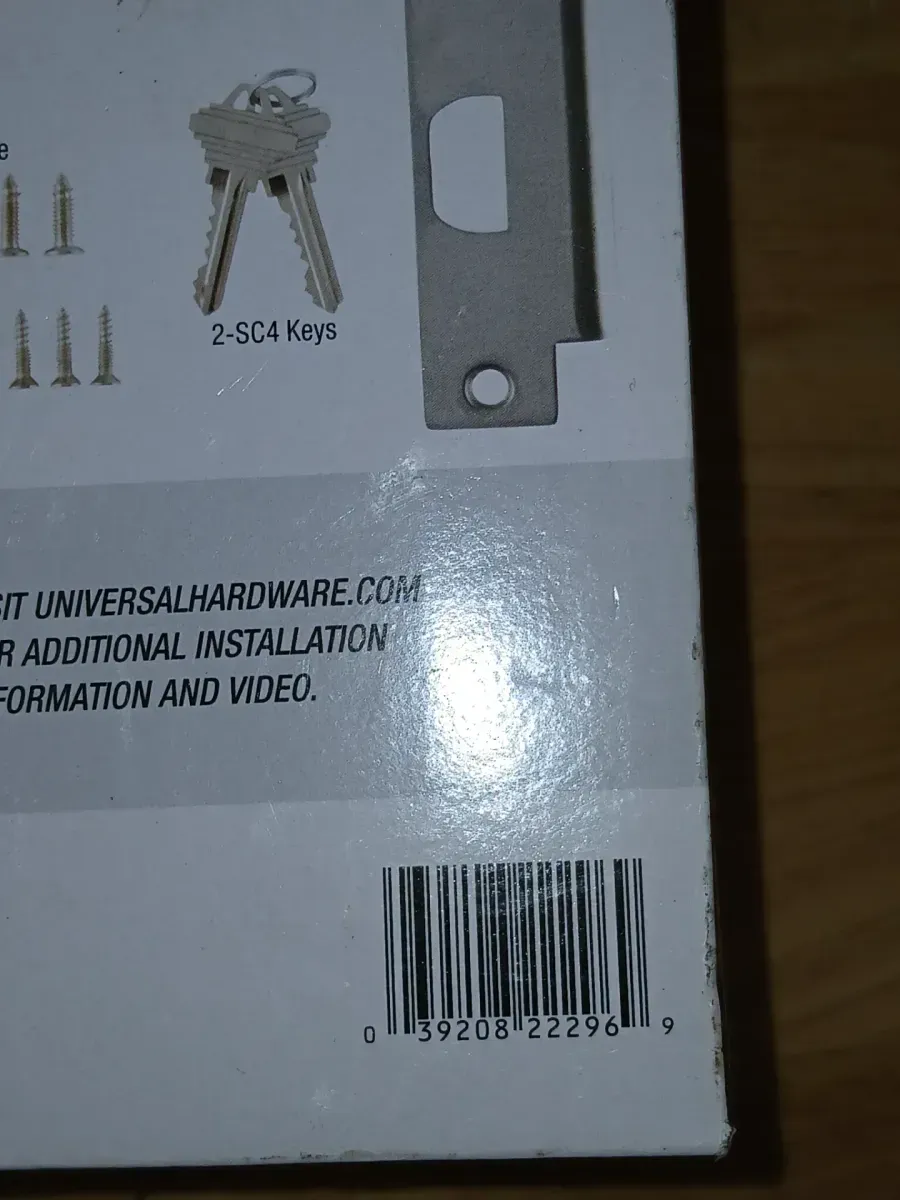 e
2-SC4 Keys
SIT UNIVERSALHARDWARE.COM
R ADDITIONAL INSTALLATION
FORMATION AND VIDEO.
0 39208 22296 9